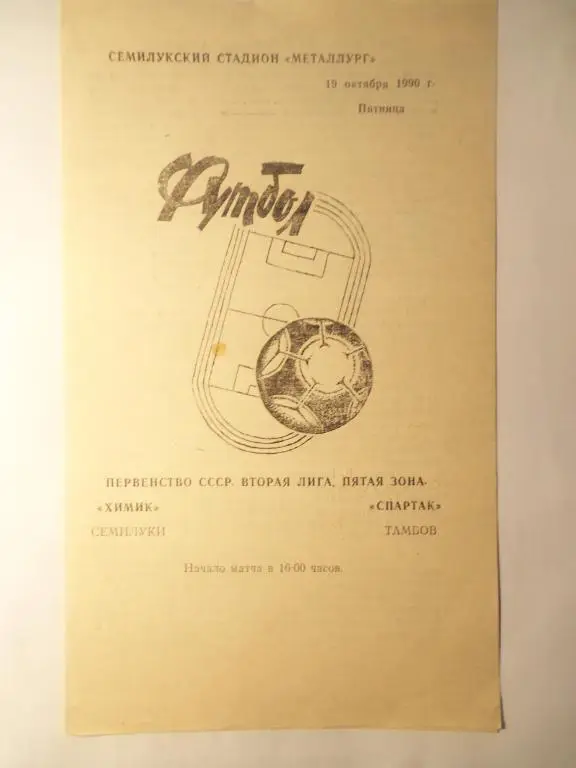 СЕМИЛУКСКИЙ СТАДИОН «МЕТАЛЛУРГ»
19 октября 1990 г.
Пятница
Футбол
ПЕРВЕНСТВО СССР. ВТОРАЯ ЛИГА, ПЯТАЯ ЗОНА.
«ХИМИК» «СПАРТАК»
СЕМИЛУКИ ТАМБОВ
Начало матча в 16-00 часов.